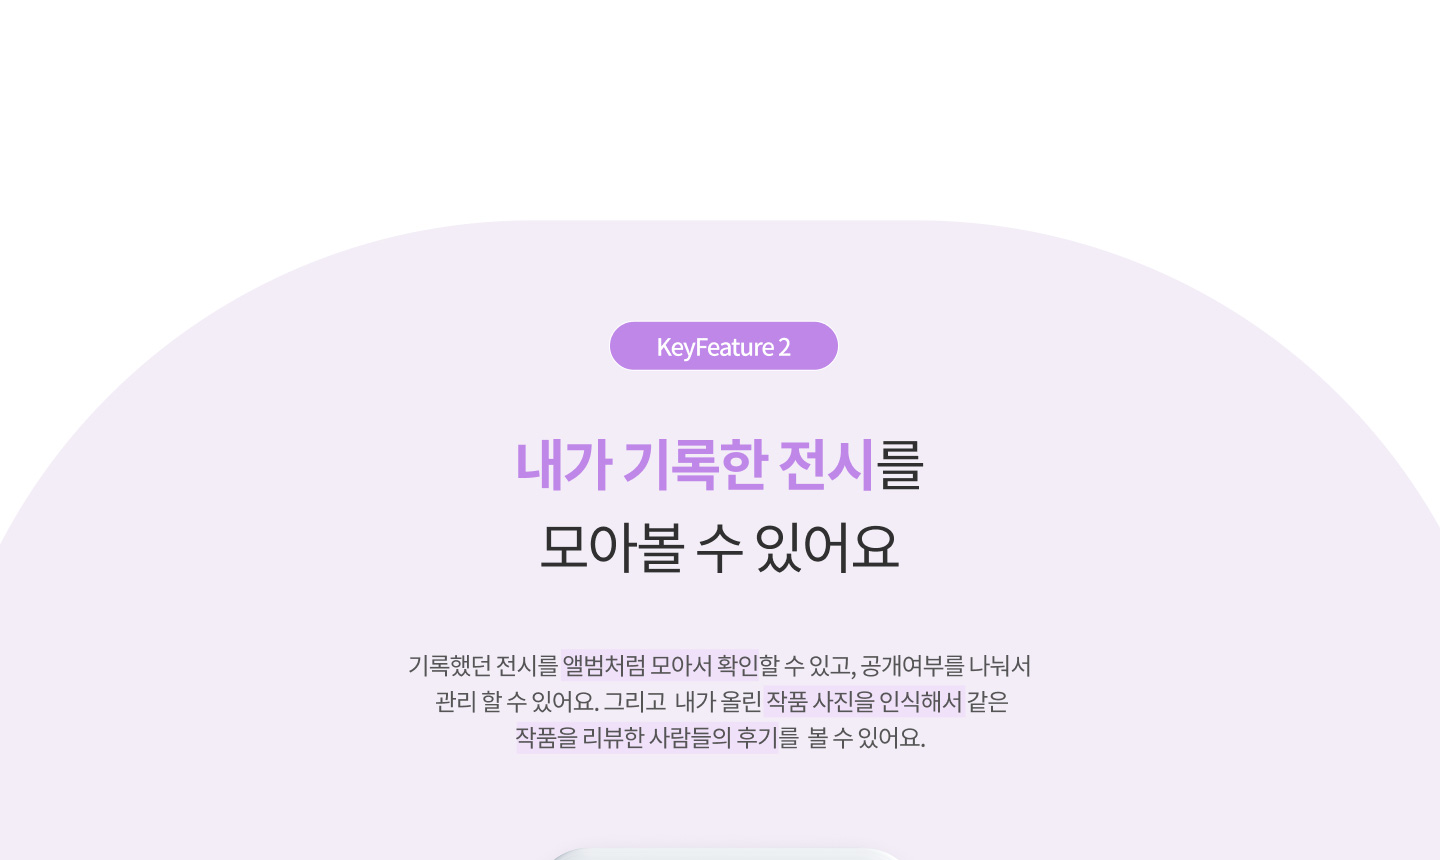 KeyFeature 2
내가 기록한 전시를
모아볼 수 있어요
기록했던 전시를 앨범처럼 모아서 확인할 수 있고, 공개여부를 나눠서
관리 할 수 있어요. 그리고 내가 올린 작품 사진을 인식해서 같은
작품을 리뷰한 사람들의 후기를 볼 수 있어요.